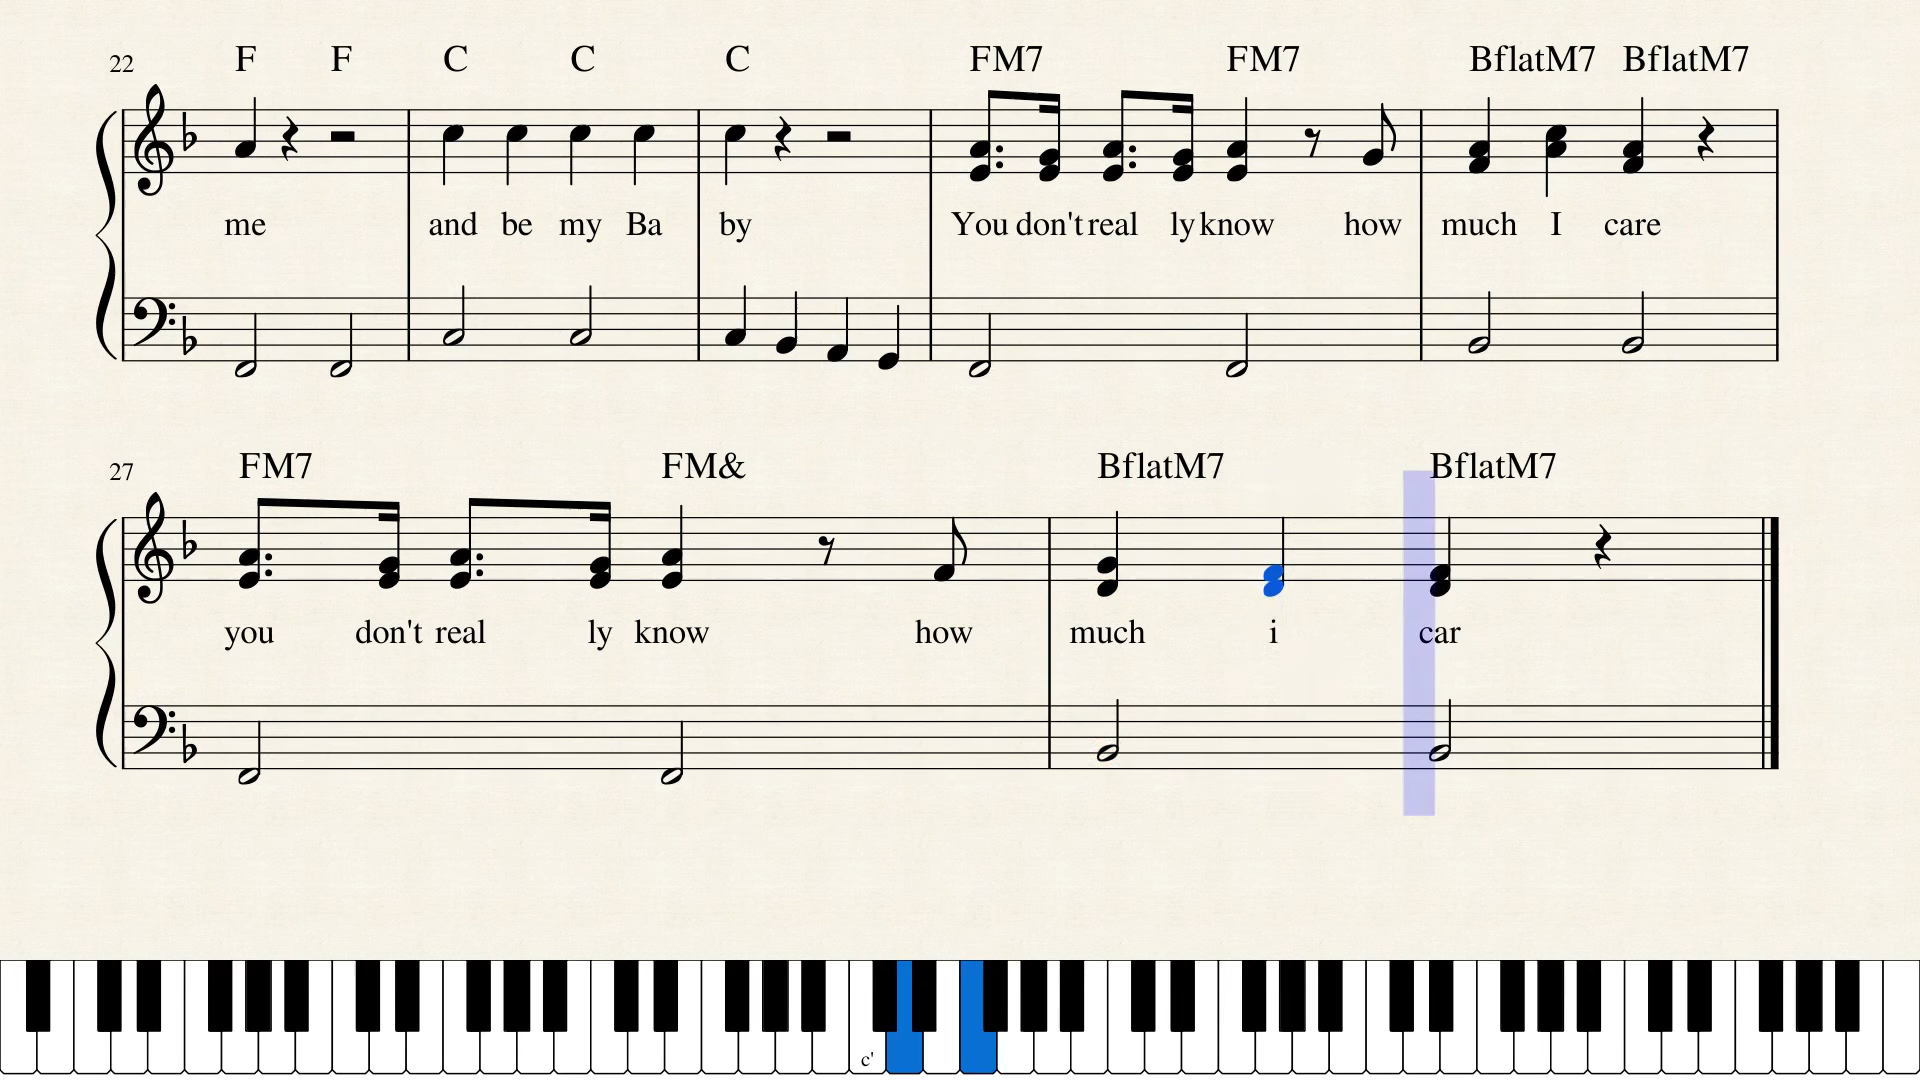 22 F F C C C FM7 FM7 BflatM7 BflatM7
me and be my Ba by You don't real ly know how much I care
27 FM7 FM& BflatM7 BflatM7
you don't real ly know how much i car
c'